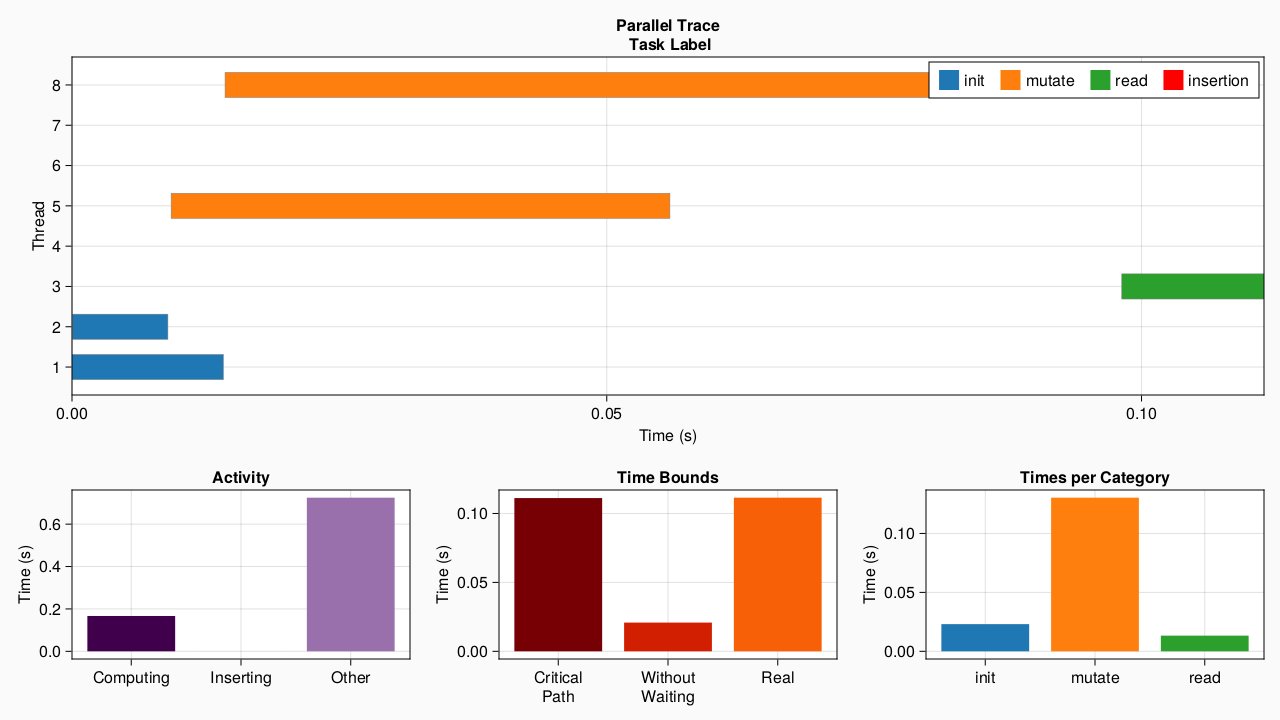 Parallel Trace
Task Label
init mutate read insertion
8
7
6
5
4
3
2
1
Thread
0.00 0.05 0.10
Time (s)
Activity
0.6
0.4
0.2
0.0
Time (s)
Computing Inserting Other
Time Bounds
0.10
0.05
0.00
Time (s)
Critical Path
Without Waiting
Real
Times per Category
0.10
0.05
0.00
Time (s)
init mutate read